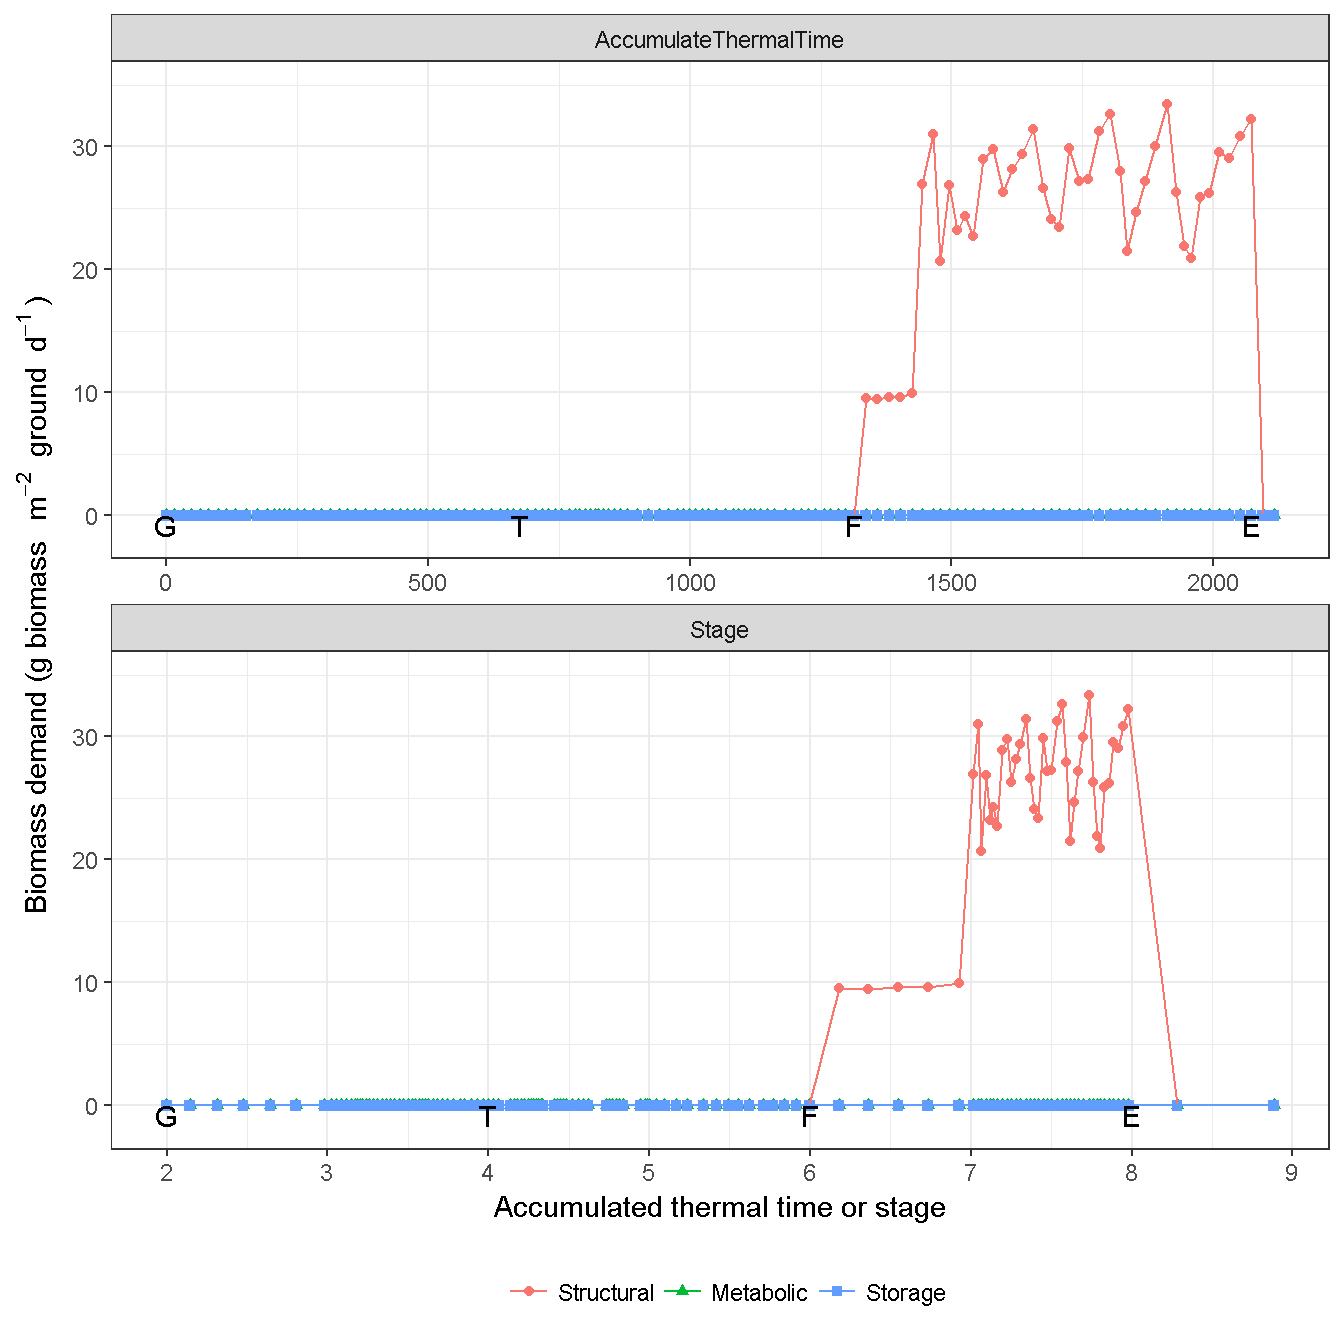 AccumulateThermalTime
30
20
10
0
G T F E
0 500 1000 1500 2000
Stage
30
20
10
0
G T F E
2 3 4 5 6 7 8 9
Biomass demand (g biomass m⁻² ground d⁻¹)
Accumulated thermal time or stage
Structural Metabolic Storage